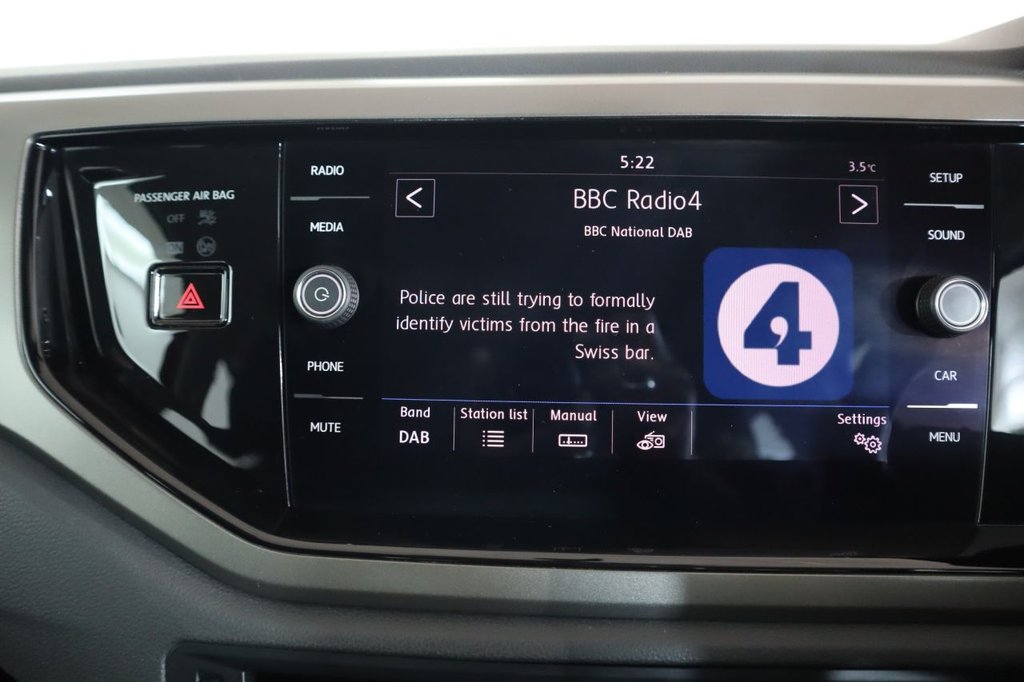 PASSENGER AIR BAG
OFF
ON
RADIO
MEDIA
PHONE
MUTE
5:22
3.5°C
<
BBC Radio4
>
BBC National DAB
Police are still trying to formally
identify victims from the fire in a
Swiss bar.
4
Band
DAB
Station list
Manual
View
Settings
SETUP
SOUND
CAR
MENU